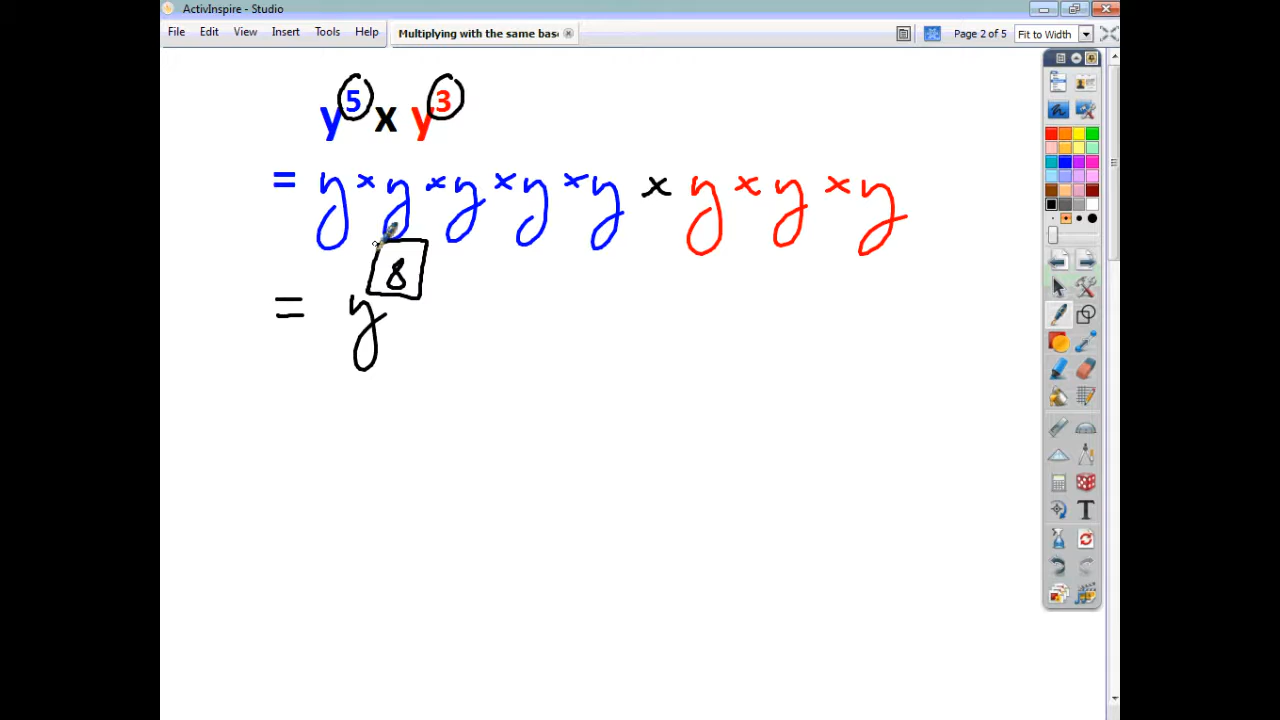 ActivInspire - Studio
File Edit View Insert Tools Help Multiplying with the same bas Page 2 of 5 Fit to Width
y⁵ x y³
= y × y × y × y × y × y × y × y
= y⁸
T